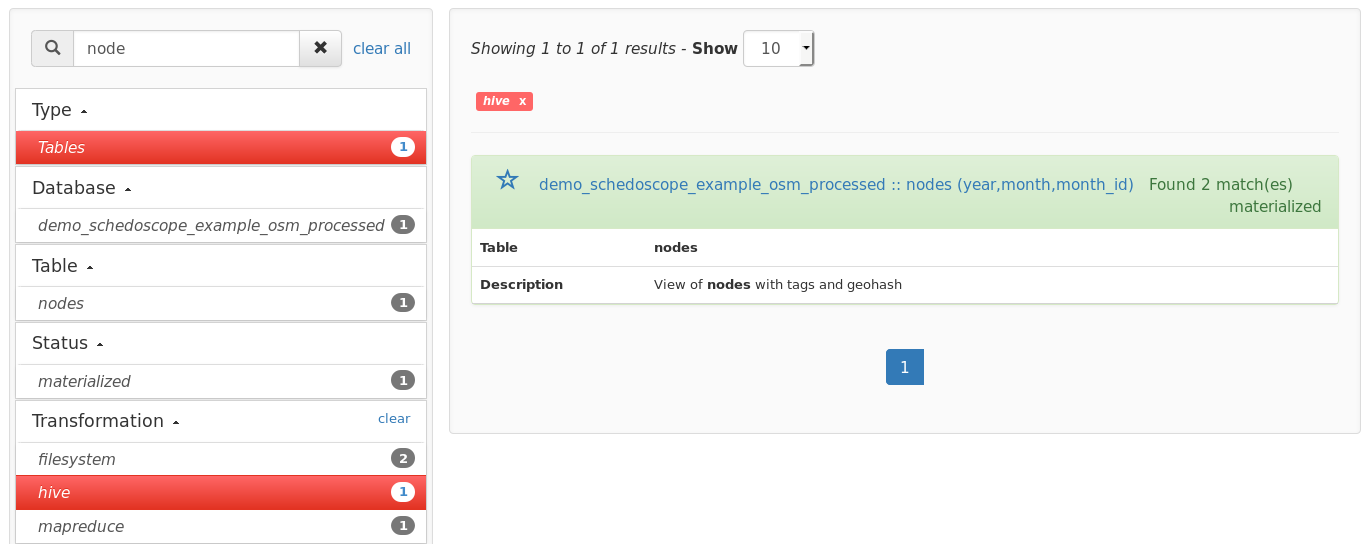 node
clear all
Type
Tables 1
Database
demo_schedoscope_example_osm_processed 1
Table
nodes 1
Status
materialized 1
Transformation clear
filesystem 2
hive 1
mapreduce 1
Showing 1 to 1 of 1 results - Show 10
hive x
demo_schedoscope_example_osm_processed :: nodes (year,month,month_id) Found 2 match(es)
materialized
Table nodes
Description View of nodes with tags and geohash
1